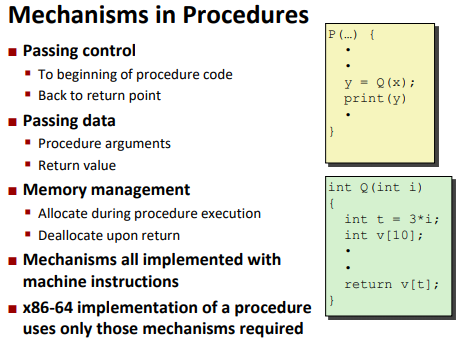 Mechanisms in Procedures
■ Passing control
▪ To beginning of procedure code
▪ Back to return point
■ Passing data
▪ Procedure arguments
▪ Return value
■ Memory management
▪ Allocate during procedure execution
▪ Deallocate upon return
■ Mechanisms all implemented with
machine instructions
■ x86-64 implementation of a procedure
uses only those mechanisms required
P(…) {
•
•
y = Q(x);
print(y)
•
}
int Q(int i)
{
int t = 3*i;
int v[10];
•
•
return v[t];
}